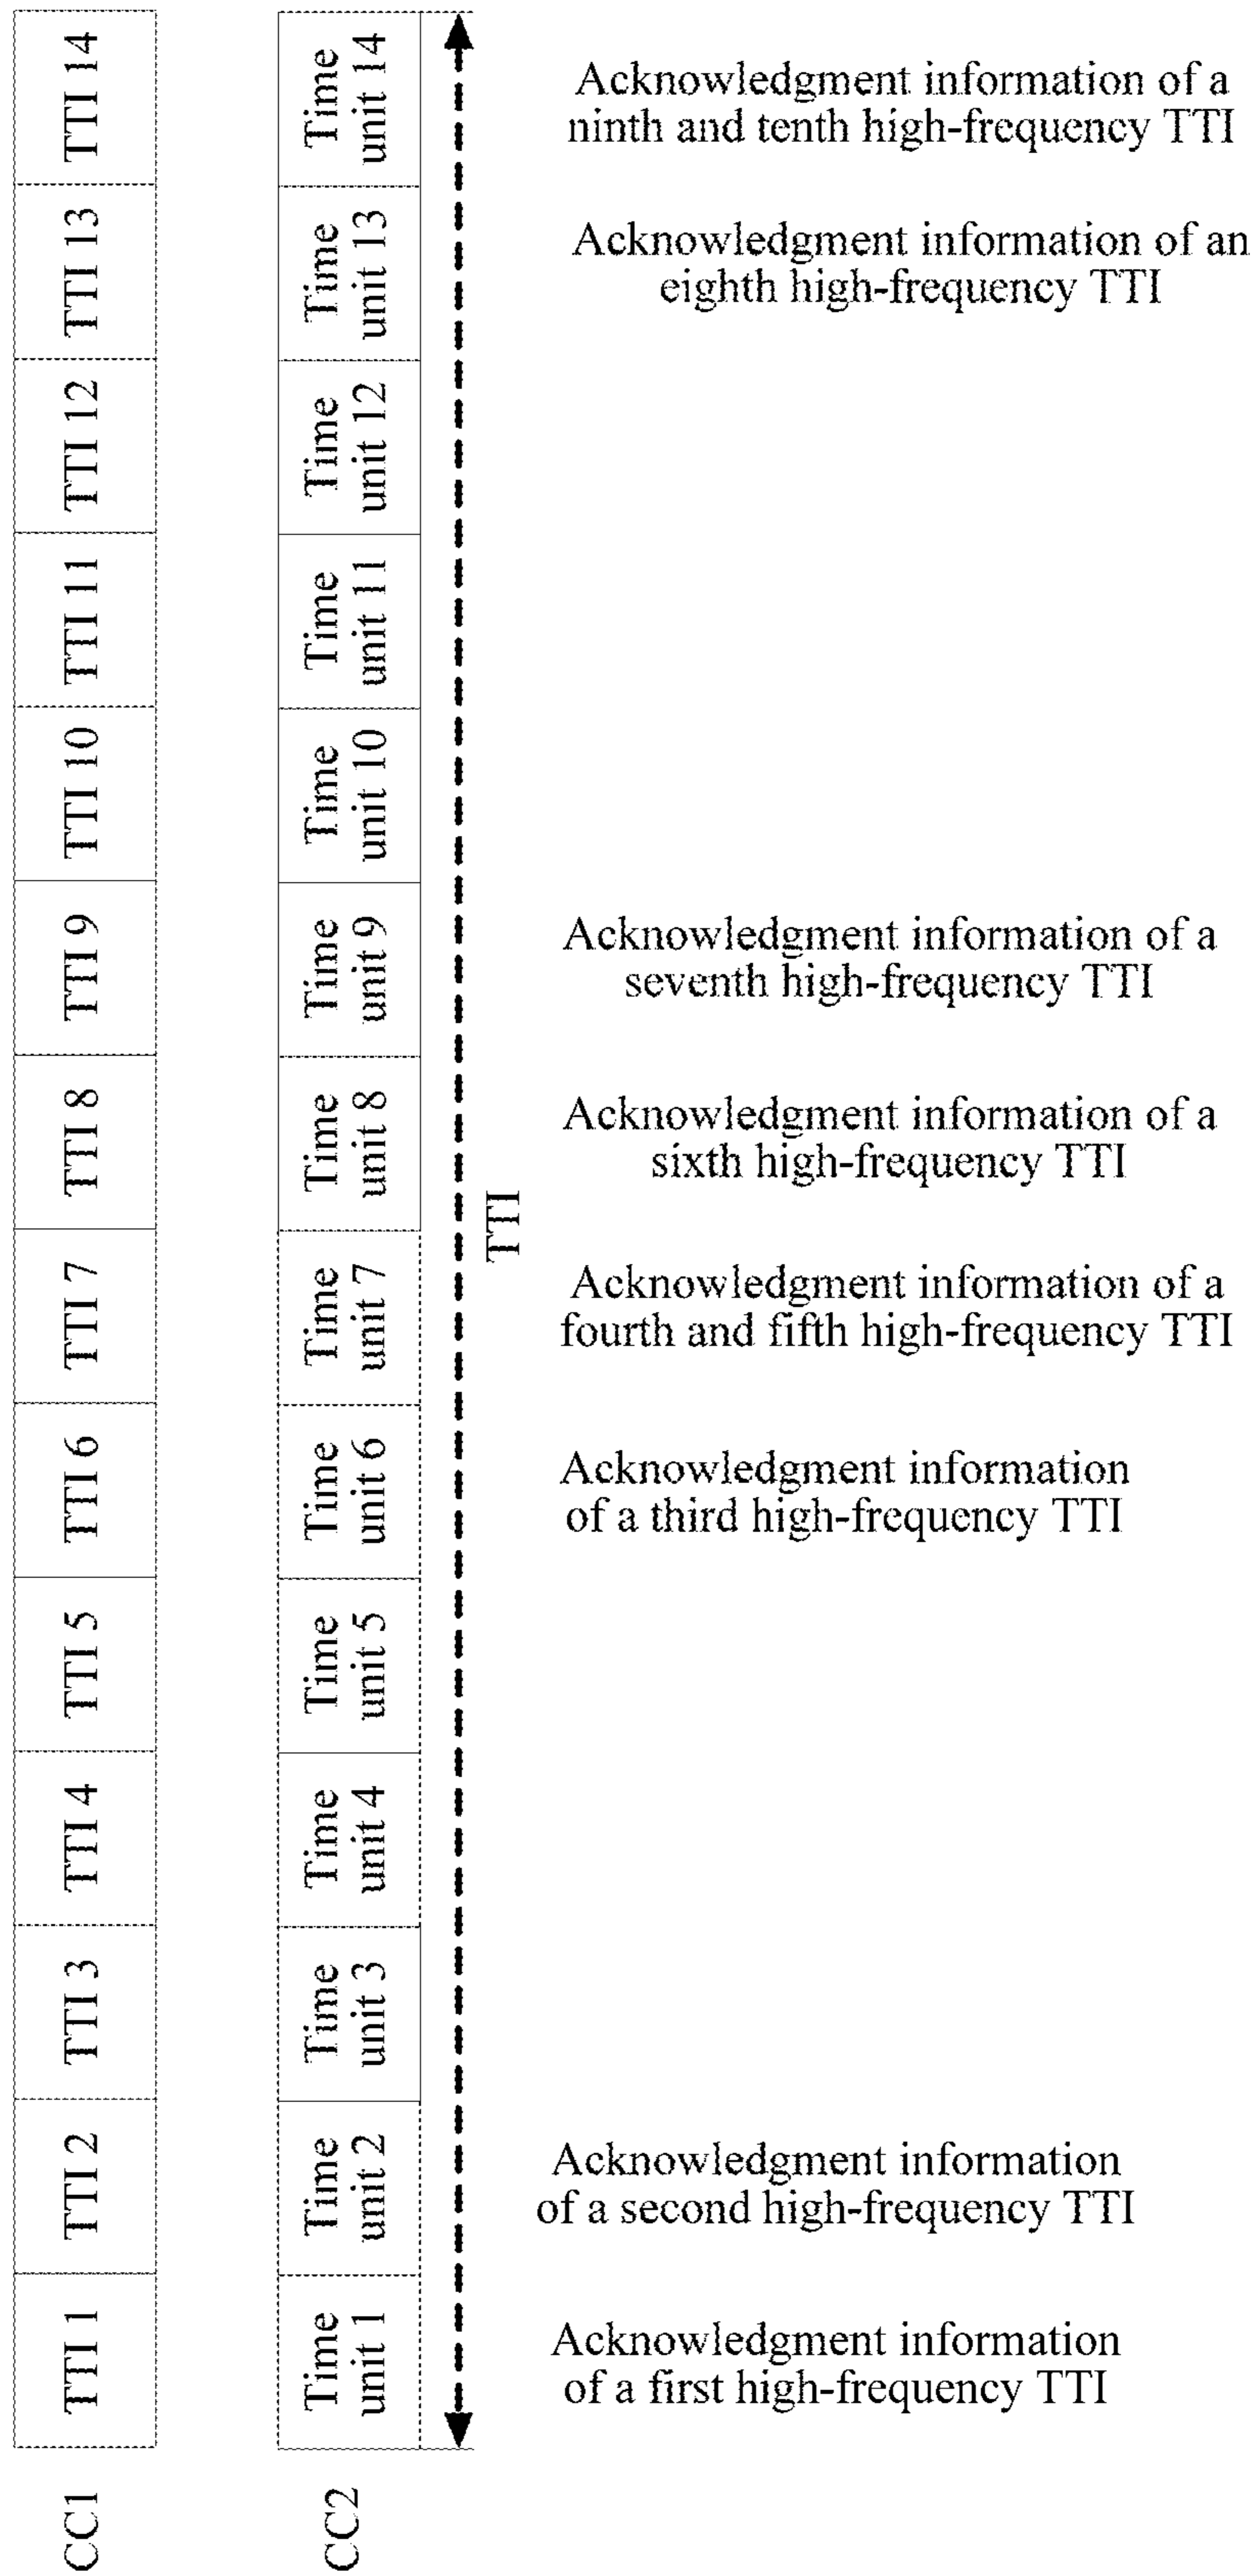 CC1
TTI 1
TTI 2
TTI 3
TTI 4
TTI 5
TTI 6
TTI 7
TTI 8
TTI 9
TTI 10
TTI 11
TTI 12
TTI 13
TTI 14
CC2
Time
unit 1
Time
unit 2
Time
unit 3
Time
unit 4
Time
unit 5
Time
unit 6
Time
unit 7
Time
unit 8
Time
unit 9
Time
unit 10
Time
unit 11
Time
unit 12
Time
unit 13
Time
unit 14
TTI
Acknowledgment information of a
ninth and tenth high-frequency TTI
Acknowledgment information of an
eighth high-frequency TTI
Acknowledgment information of a
seventh high-frequency TTI
Acknowledgment information of a
sixth high-frequency TTI
Acknowledgment information of a
fourth and fifth high-frequency TTI
Acknowledgment information
of a third high-frequency TTI
Acknowledgment information
of a second high-frequency TTI
Acknowledgment information
of a first high-frequency TTI